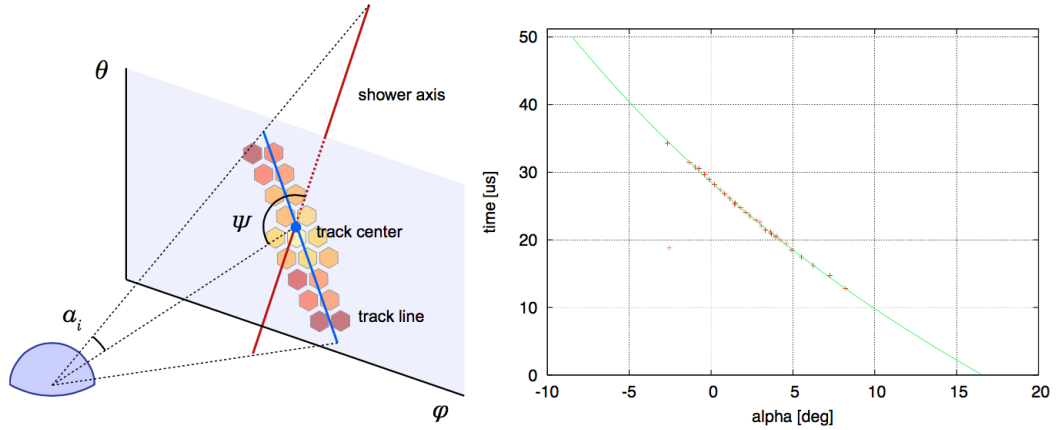 θ
shower axis
Ψ
track center
a_i
track line
φ
time [us]
50
40
30
20
10
0
-10
-5
0
5
10
15
20
alpha [deg]